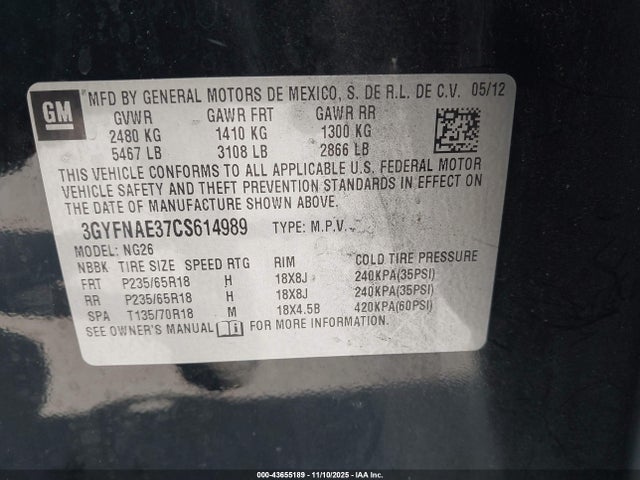 GM
MFD BY GENERAL MOTORS DE MEXICO, S. DE R.L. DE C.V. 05/12
GVWR GAWR FRT GAWR RR
2480 KG 1410 KG 1300 KG
5467 LB 3108 LB 2866 LB
THIS VEHICLE CONFORMS TO ALL APPLICABLE U.S. FEDERAL MOTOR
VEHICLE SAFETY AND THEFT PREVENTION STANDARDS IN EFFECT ON
THE DATE OF MANUFACTURE SHOWN ABOVE.
3GYFNAE37CS614989 TYPE: M.P.V.
MODEL: NG26
NBBK TIRE SIZE SPEED RTG RIM COLD TIRE PRESSURE
FRT P235/65R18 H 18X8J 240KPA(35PSI)
RR P235/65R18 H 18X8J 240KPA(35PSI)
SPA T135/70R18 M 18X4.5B 420KPA(60PSI)
SEE OWNER'S MANUAL FOR MORE INFORMATION.
000-43655189 - 11/10/2025 - IAA Inc.